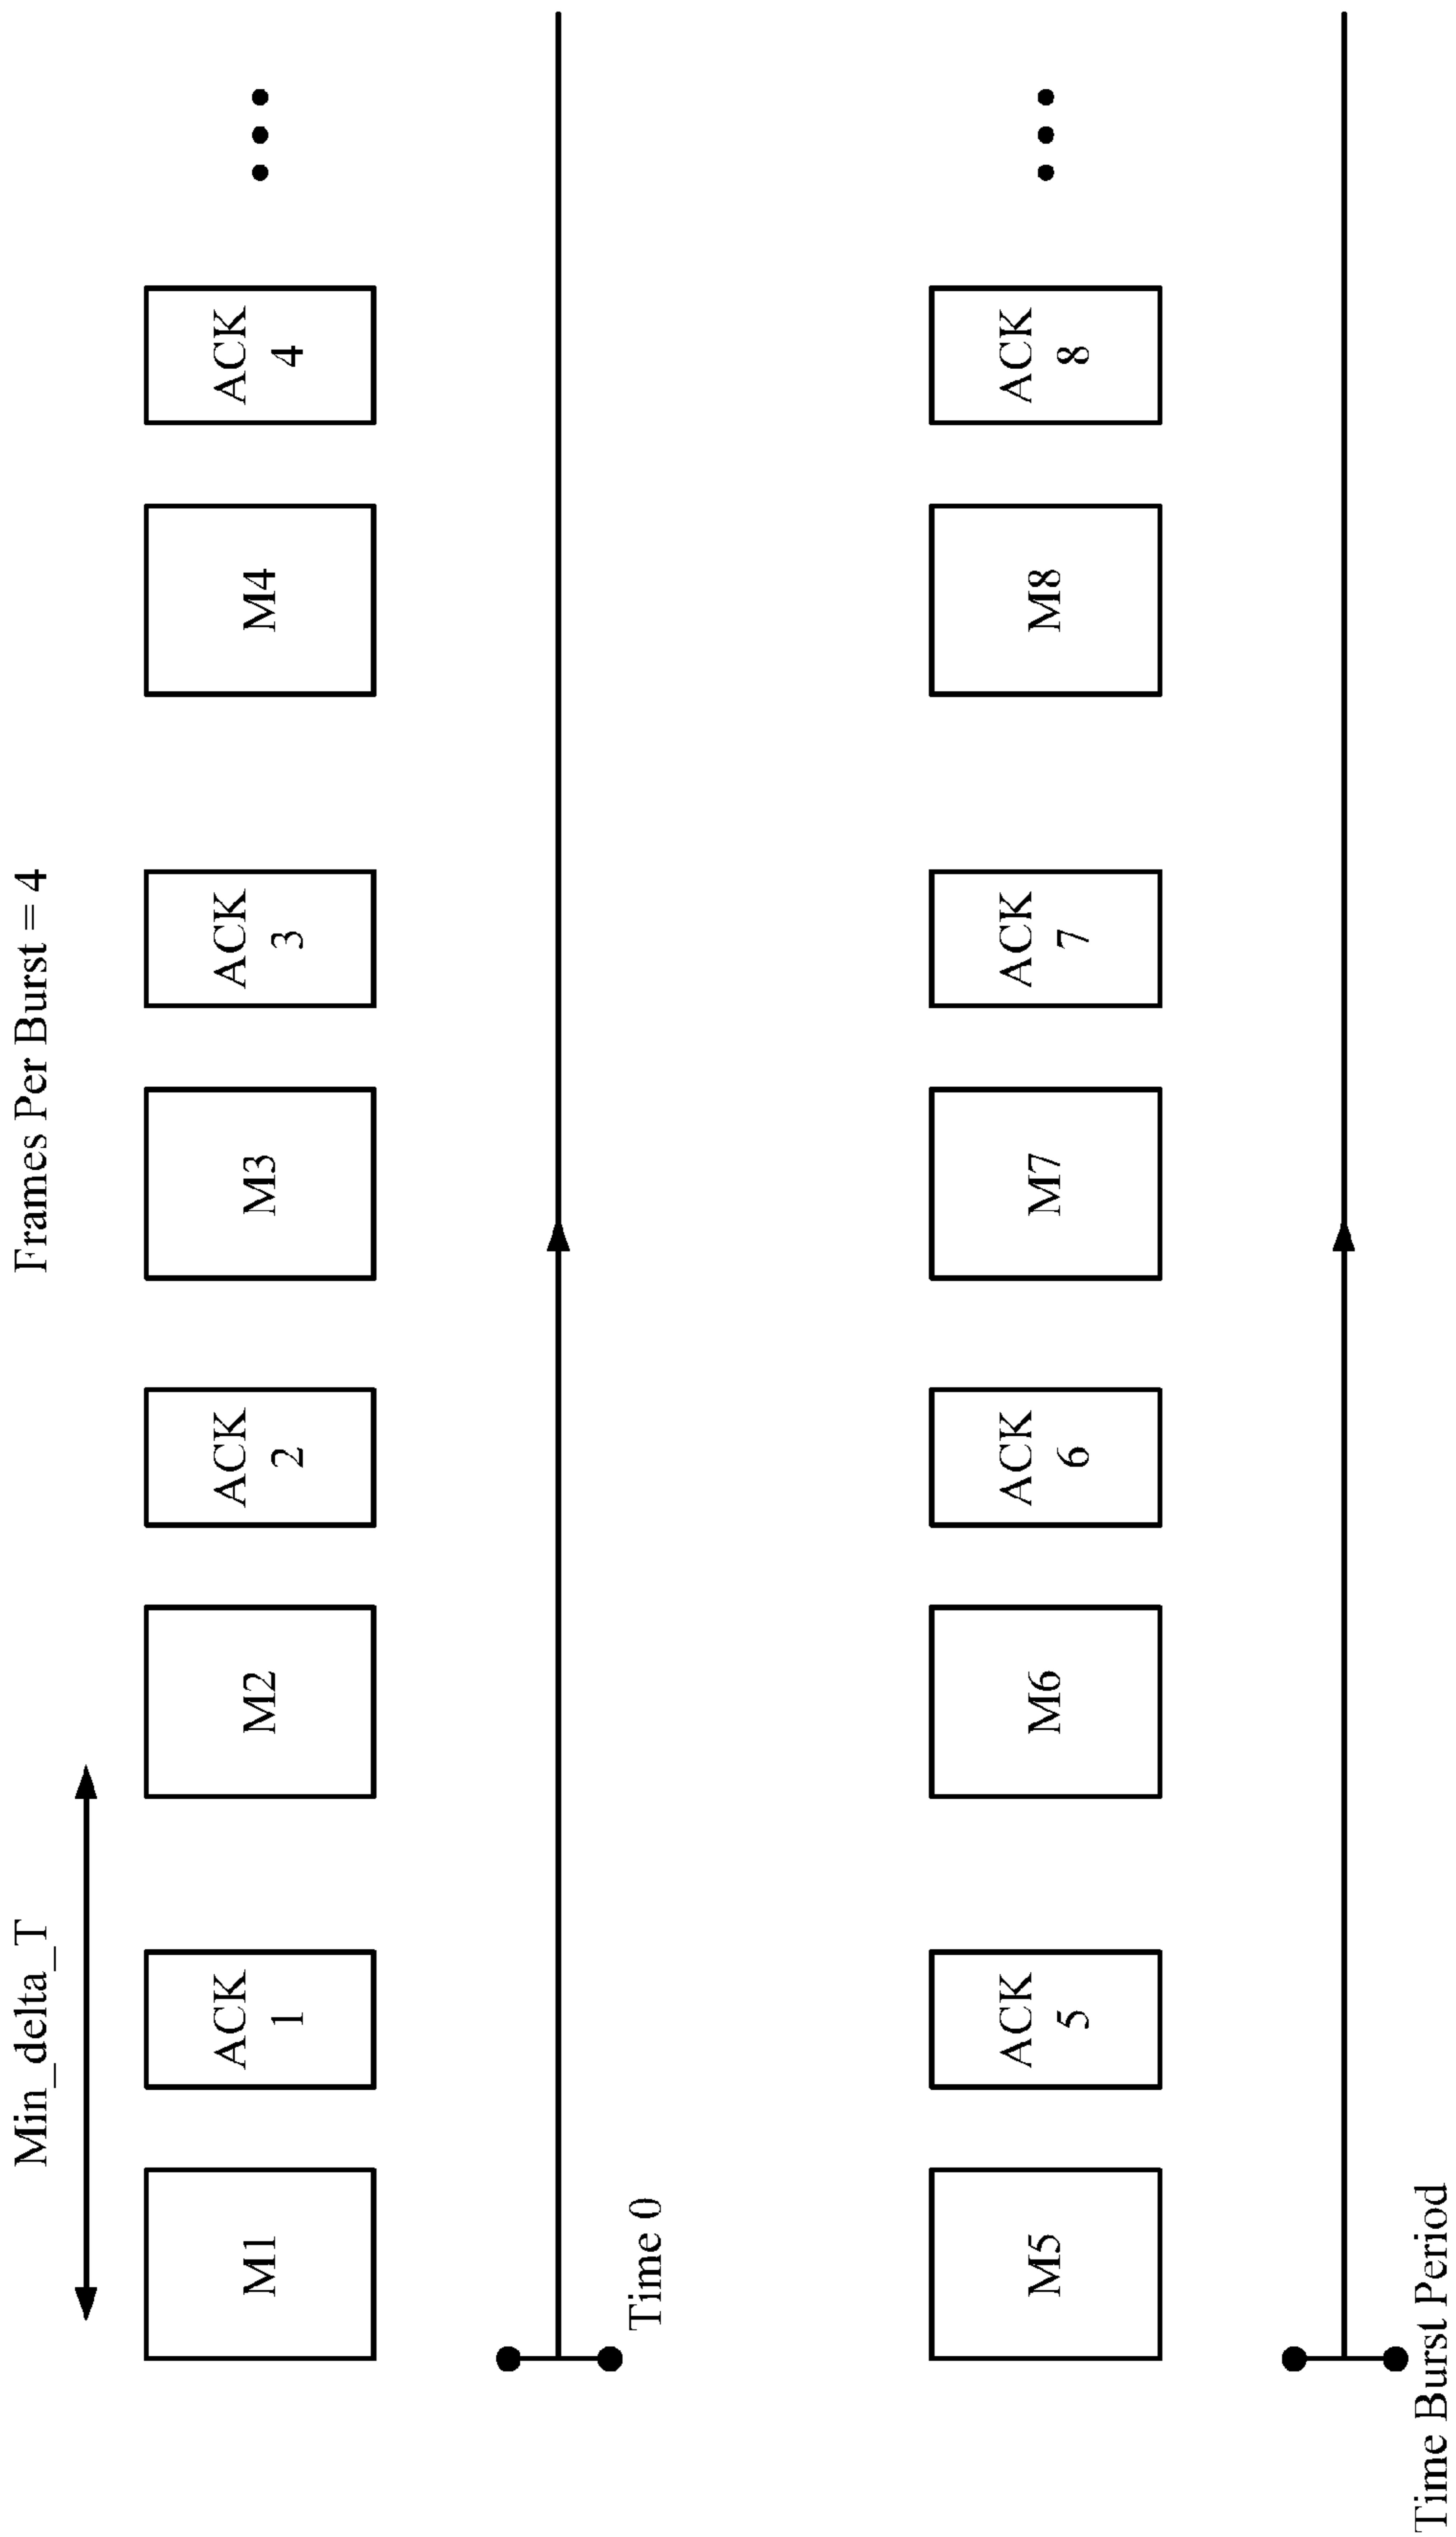 Min_delta_T
Frames Per Burst = 4
M1
ACK
1
M2
ACK
2
M3
ACK
3
M4
ACK
4
Time 0
M5
ACK
5
M6
ACK
6
M7
ACK
7
M8
ACK
8
Time Burst Period